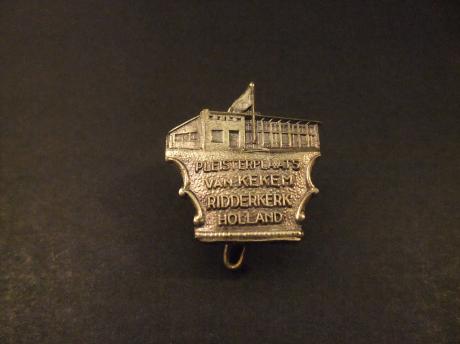 PLEISTERPLAATS
VAN KEKEM
RIDDERKERK
HOLLAND